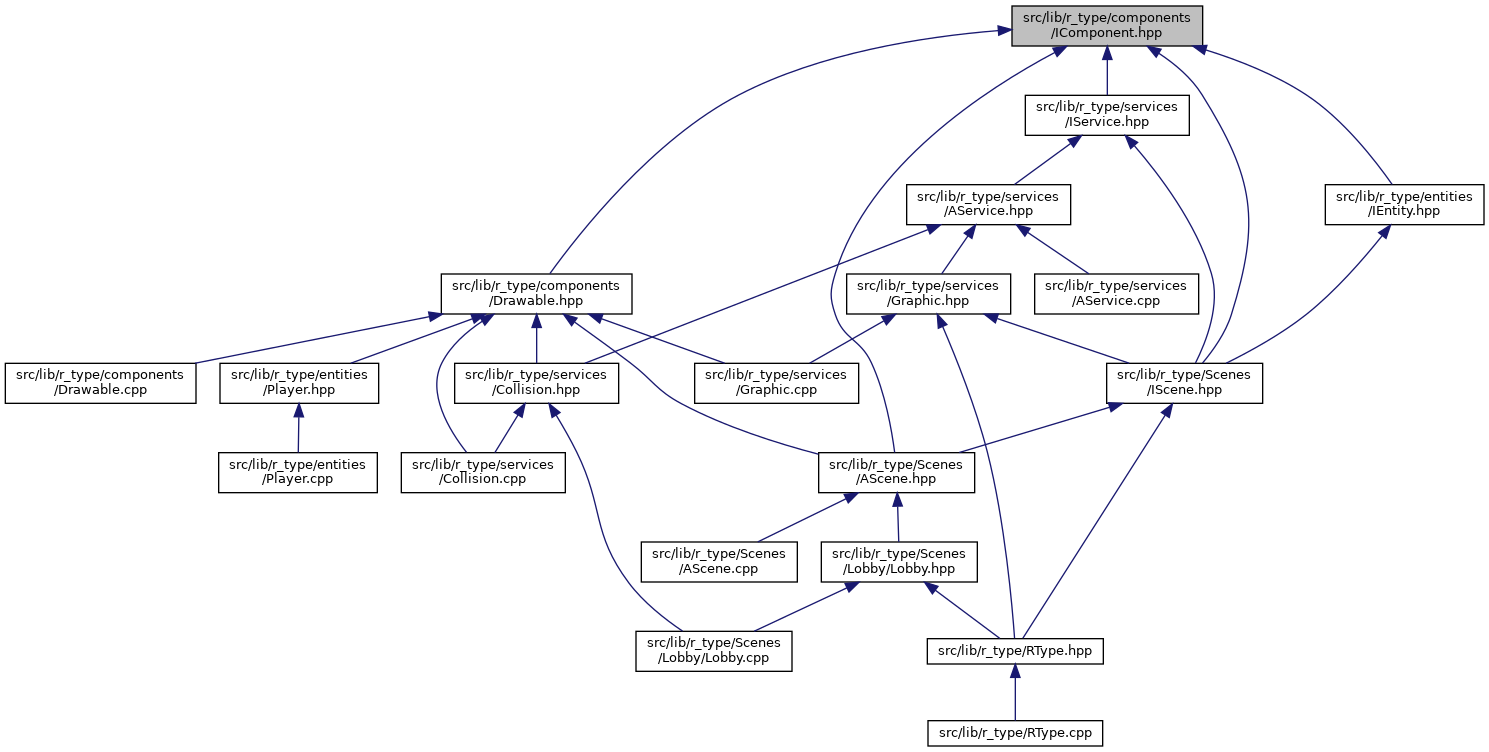 src/lib/r_type/components
/IComponent.hpp
src/lib/r_type/services
/IService.hpp
src/lib/r_type/services
/AService.hpp
src/lib/r_type/entities
/IEntity.hpp
src/lib/r_type/components
/Drawable.hpp
src/lib/r_type/services
/Graphic.hpp
src/lib/r_type/services
/AService.cpp
src/lib/r_type/components
/Drawable.cpp
src/lib/r_type/entities
/Player.hpp
src/lib/r_type/services
/Collision.hpp
src/lib/r_type/services
/Graphic.cpp
src/lib/r_type/Scenes
/IScene.hpp
src/lib/r_type/entities
/Player.cpp
src/lib/r_type/services
/Collision.cpp
src/lib/r_type/Scenes
/AScene.hpp
src/lib/r_type/Scenes
/AScene.cpp
src/lib/r_type/Scenes
/Lobby/Lobby.hpp
src/lib/r_type/Scenes
/Lobby/Lobby.cpp
src/lib/r_type/RType.hpp
src/lib/r_type/RType.cpp